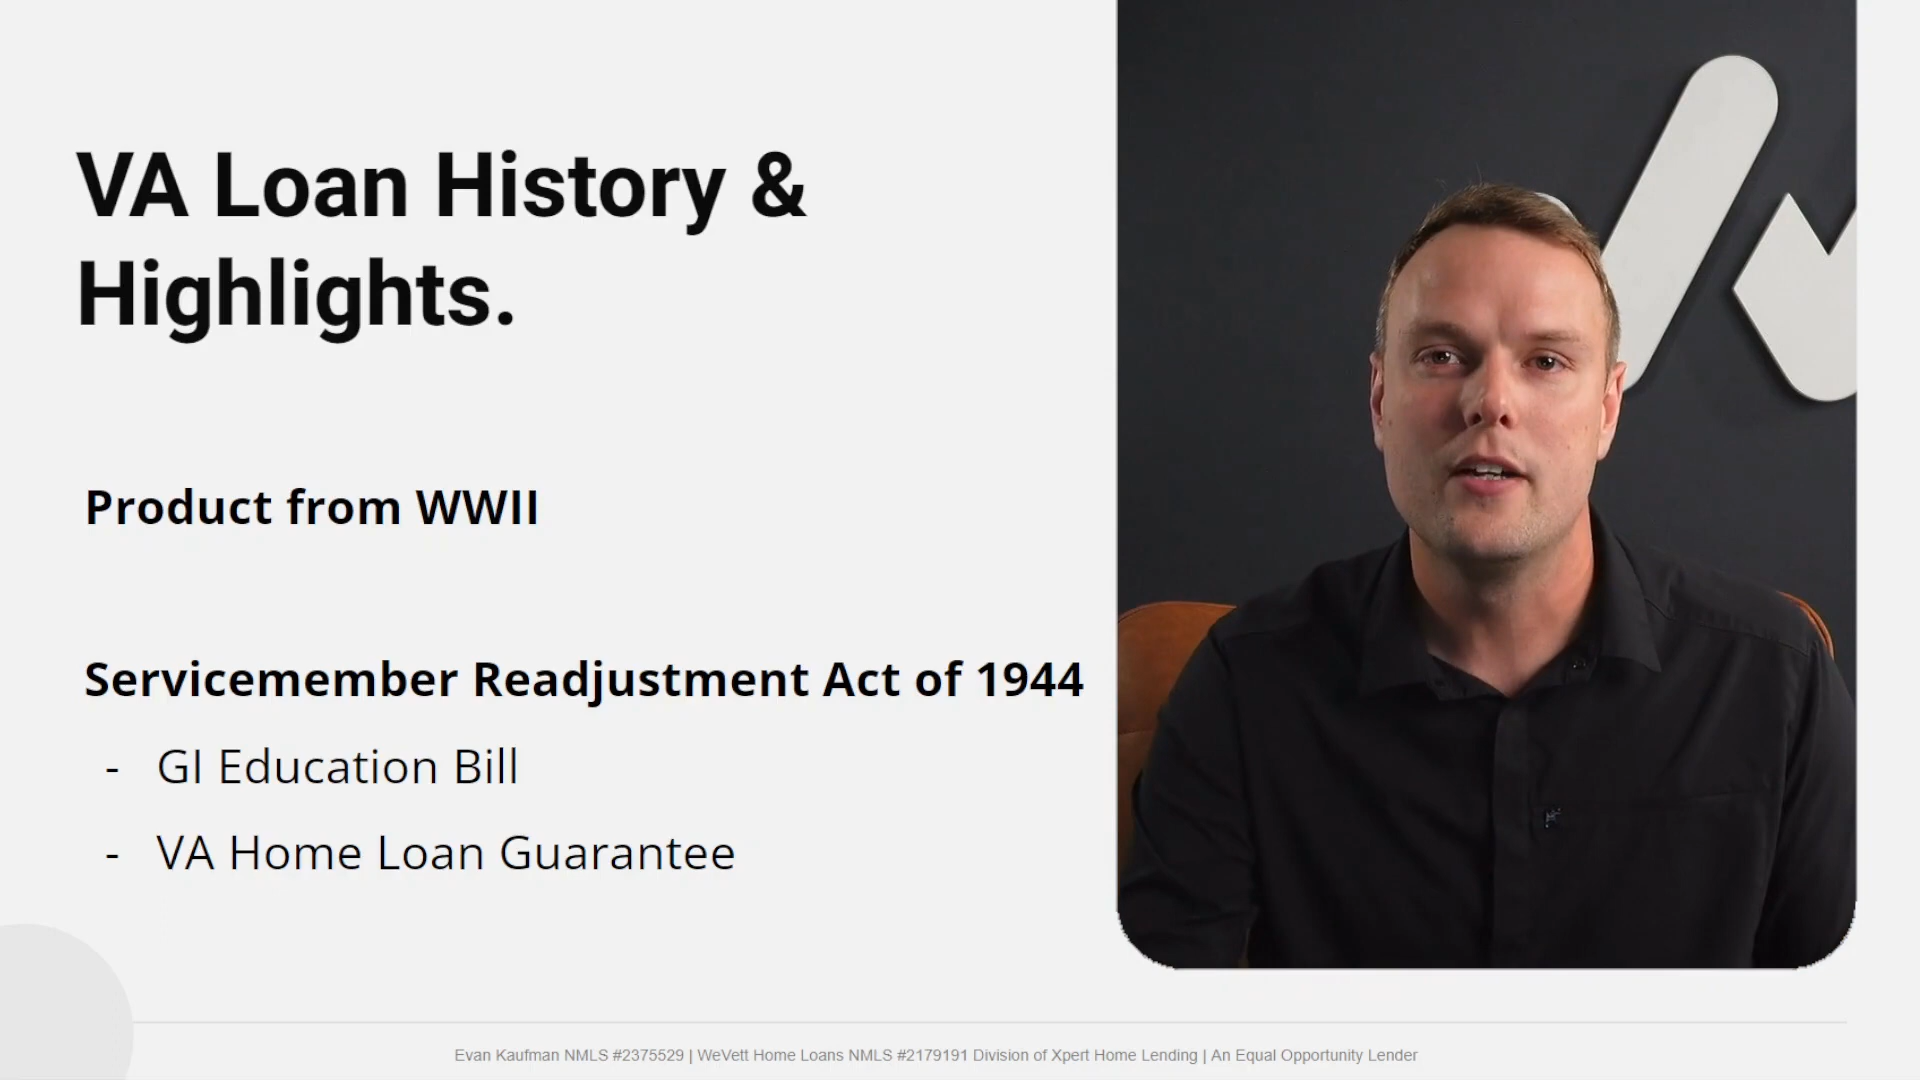 VA Loan History &
Highlights.
Product from WWII
Servicemember Readjustment Act of 1944
- GI Education Bill
- VA Home Loan Guarantee
Evan Kaufman NMLS #2375529 | WeVett Home Loans NMLS #2179191 Division of Xpert Home Lending | An Equal Opportunity Lender